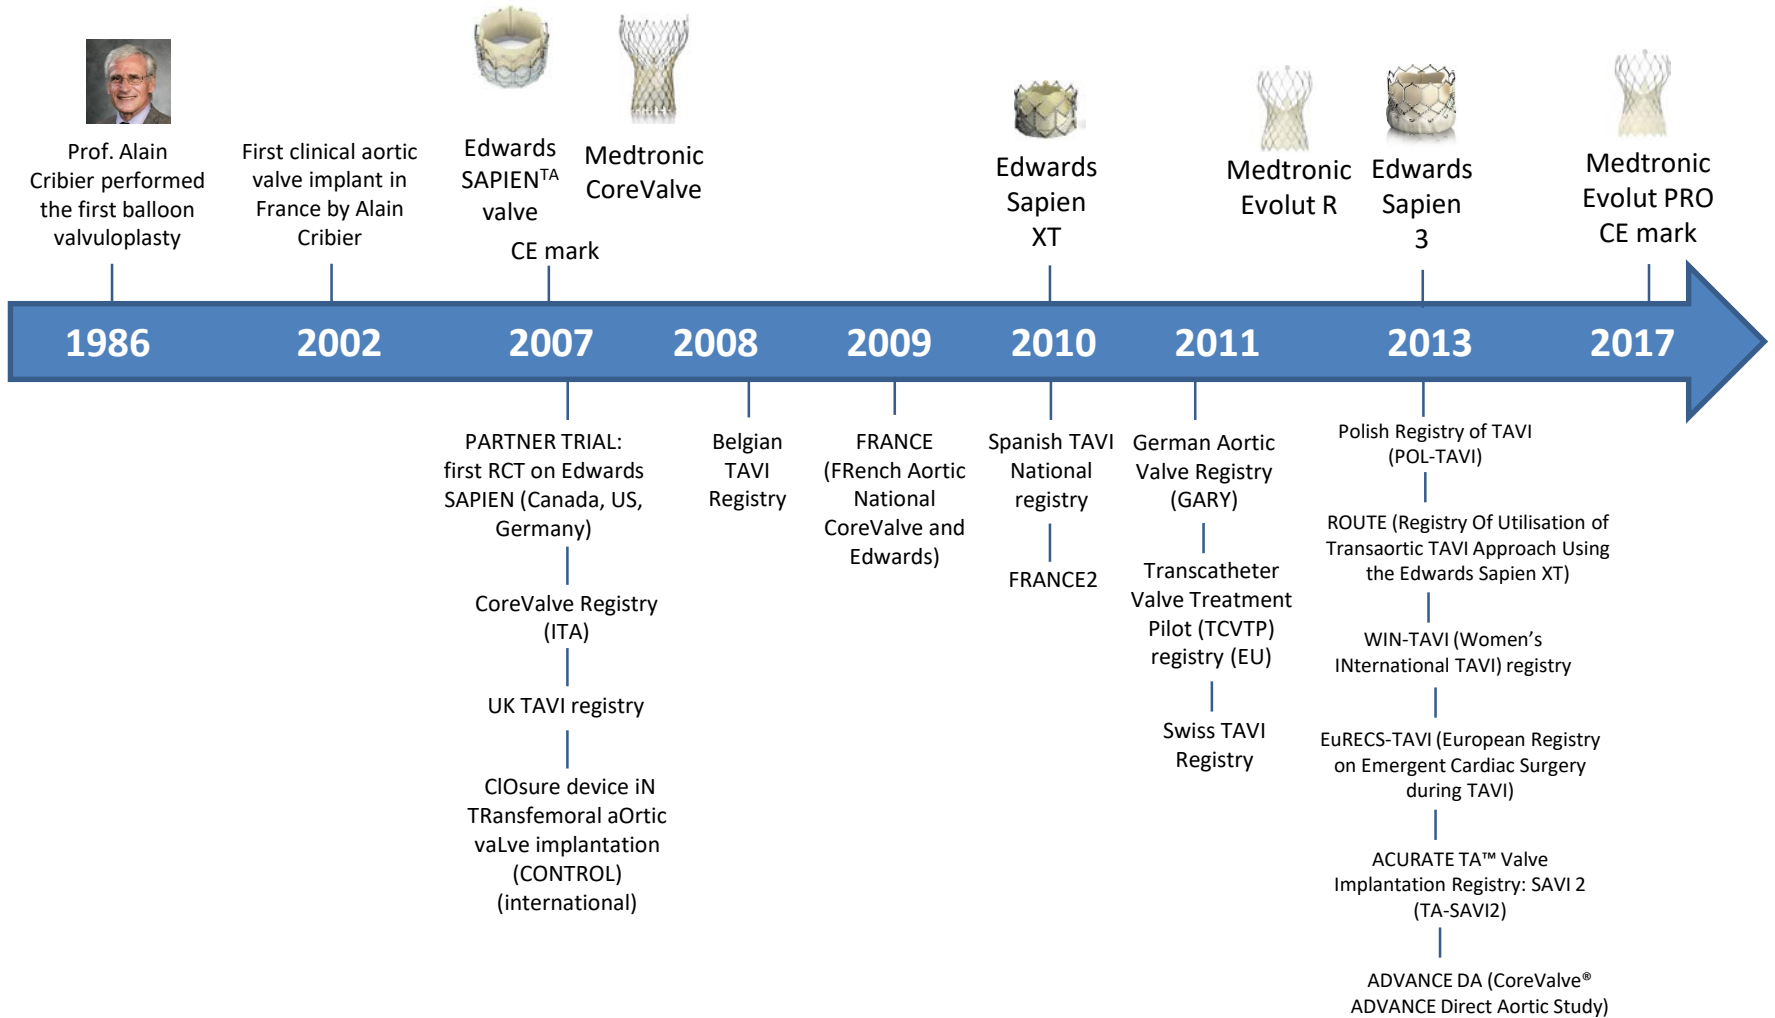 Prof. Alain
Cribier performed
the first balloon
valvuloplasty
First clinical aortic
valve implant in
France by Alain
Cribier
Edwards
SAPIENTA
valve
Medtronic
CoreValve
CE mark
Edwards
Sapien
XT
Medtronic
Evolut R
Edwards
Sapien
3
Medtronic
Evolut PRO
CE mark
1986
2002
2007
2008
2009
2010
2011
2013
2017
PARTNER TRIAL:
first RCT on Edwards
SAPIEN (Canada, US,
Germany)
CoreValve Registry
(ITA)
UK TAVI registry
ClOsure device iN
TRansfemoral aOrtic
vaLve implantation
(CONTROL)
(international)
Belgian
TAVI
Registry
FRANCE
(FRench Aortic
National
CoreValve and
Edwards)
Spanish TAVI
National
registry
FRANCE2
German Aortic
Valve Registry
(GARY)
Transcatheter
Valve Treatment
Pilot (TCVTP)
registry (EU)
Swiss TAVI
Registry
Polish Registry of TAVI
(POL-TAVI)
ROUTE (Registry Of Utilisation of
Transaortic TAVI Approach Using
the Edwards Sapien XT)
WIN-TAVI (Women’s
INternational TAVI) registry
EuRECS-TAVI (European Registry
on Emergent Cardiac Surgery
during TAVI)
ACURATE TA™ Valve
Implantation Registry: SAVI 2
(TA-SAVI2)
ADVANCE DA (CoreValve®
ADVANCE Direct Aortic Study)